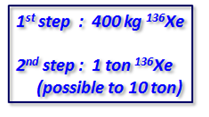 1st step : 400 kg 136Xe
2nd step : 1 ton 136Xe
(possible to 10 ton)